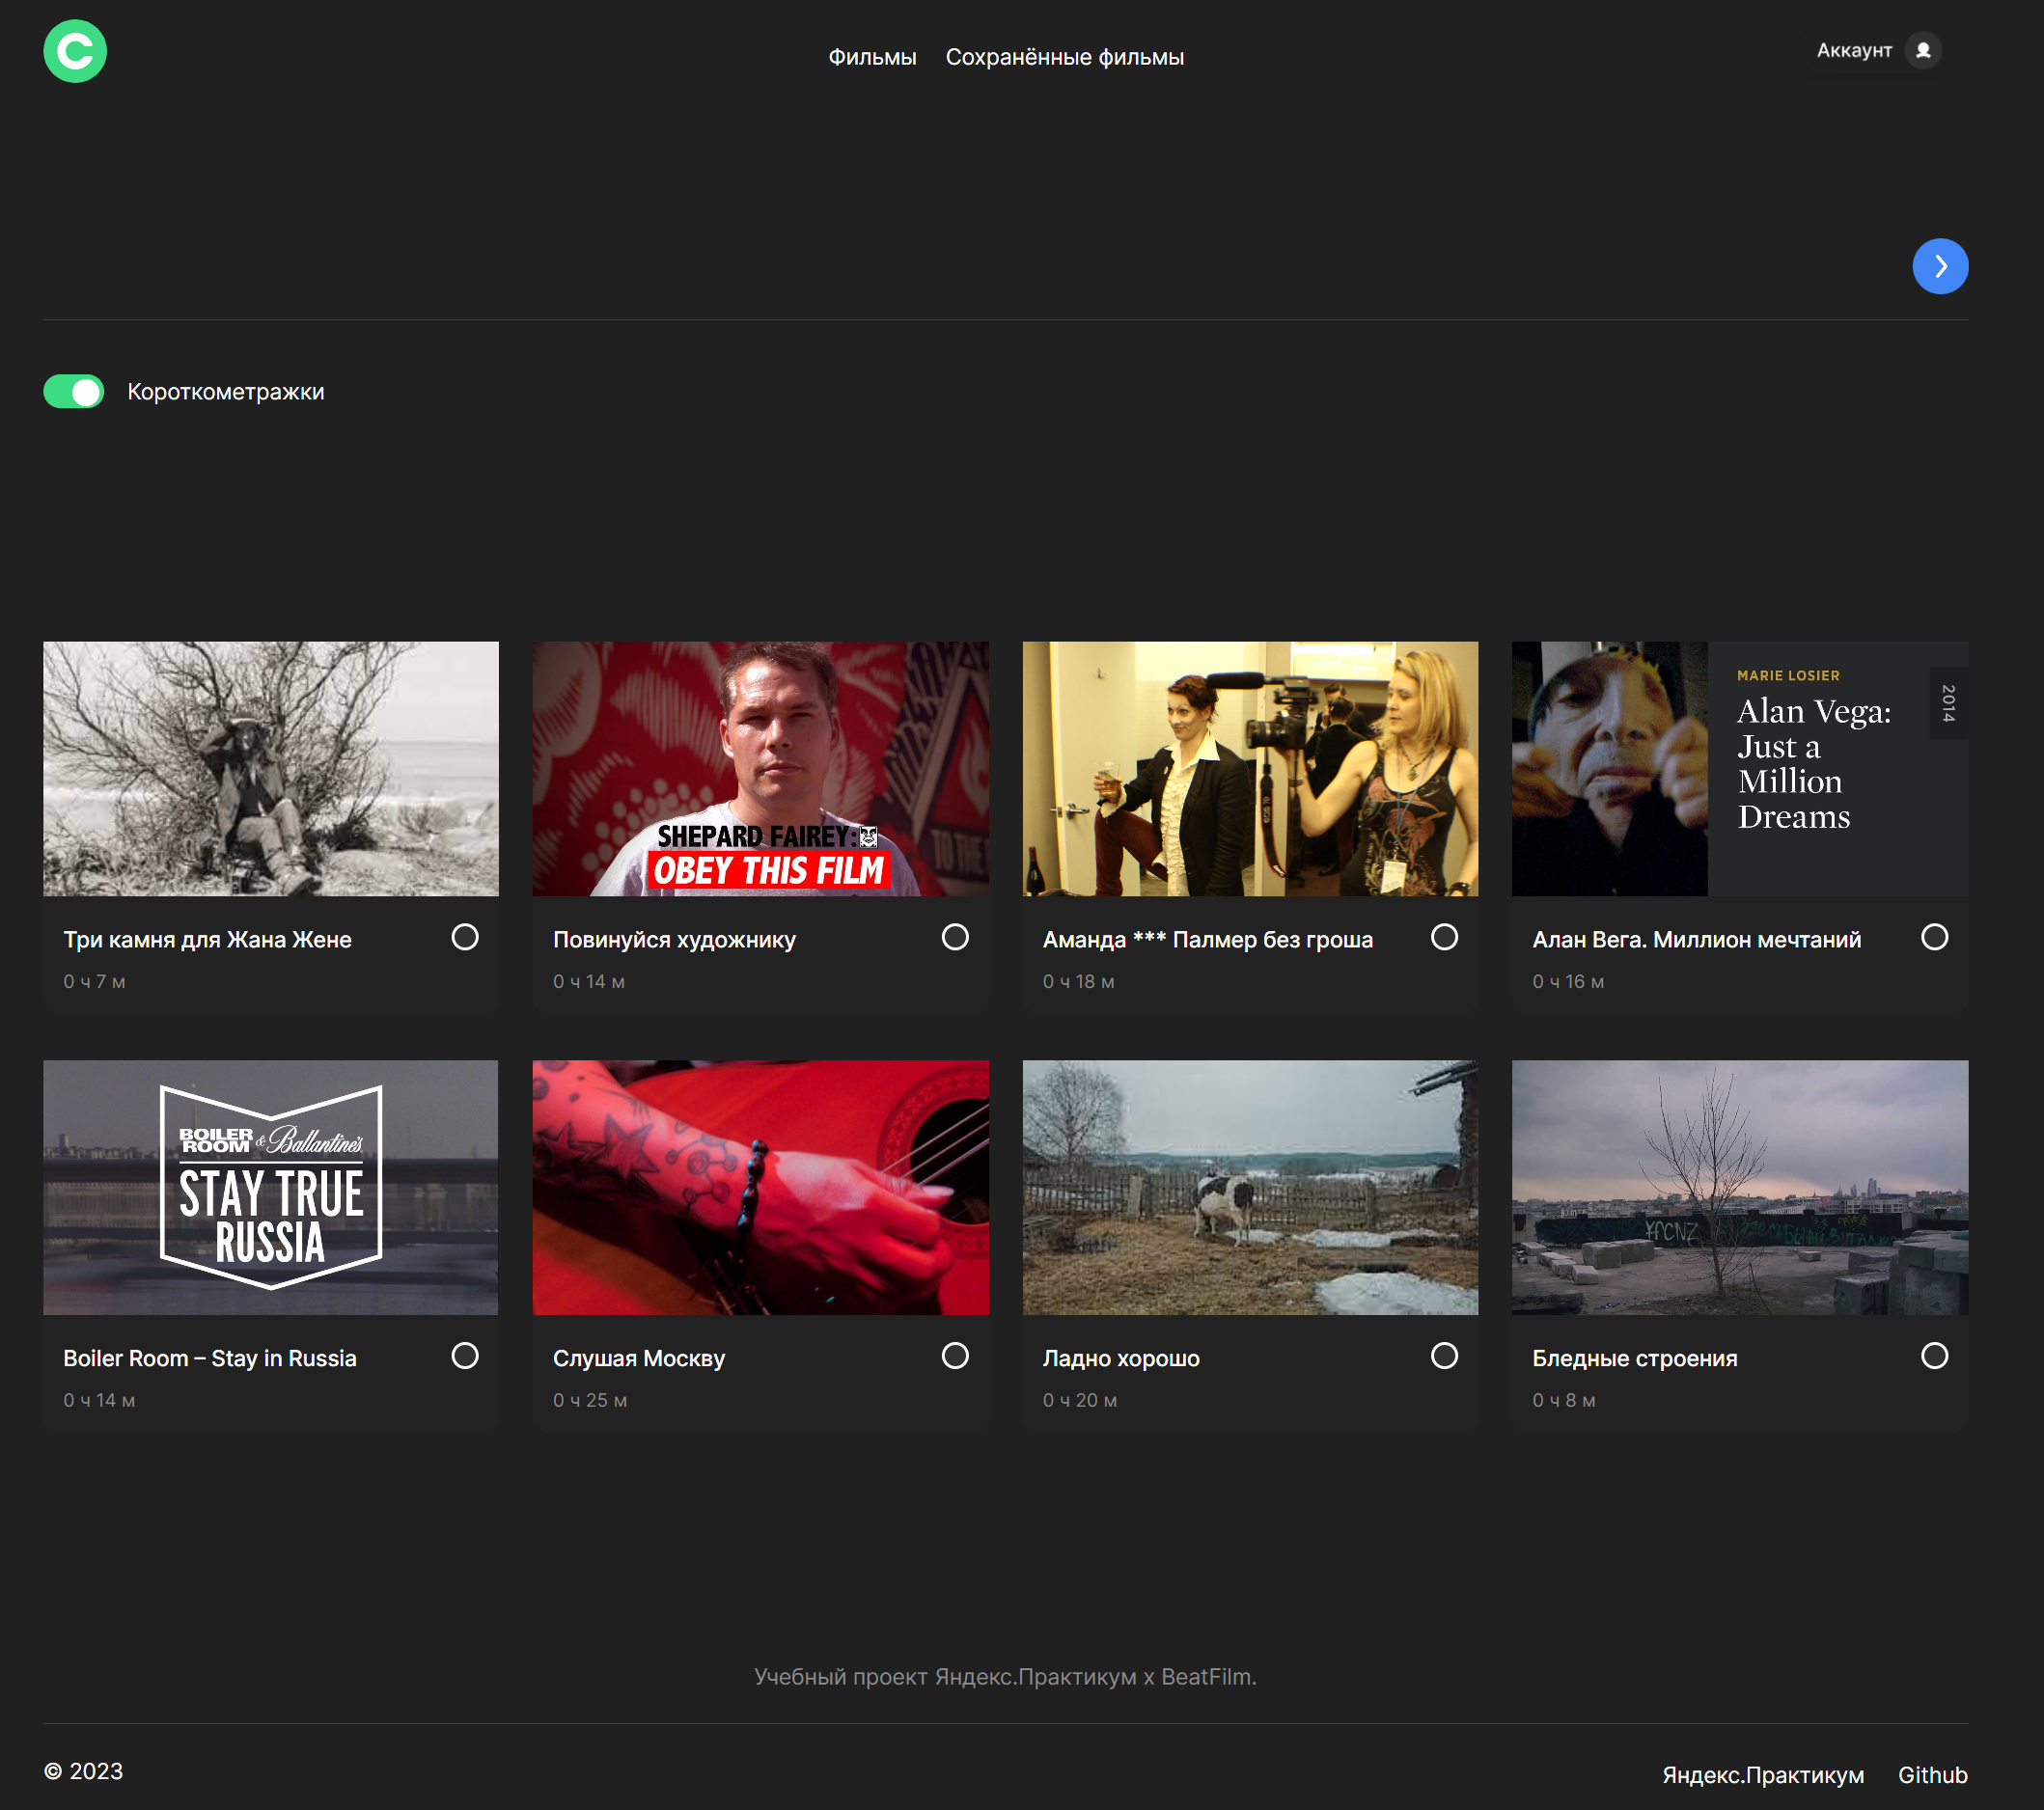 C
Фильмы Сохранённые фильмы
Аккаунт
Короткометражки
SHEPARD FAIREY:
OBEY THIS FILM
TO THE
MARIE LOSIER
Alan Vega:
Just a
Million
Dreams
2014
Три камня для Жана Жене
0 ч 7 м
Повинуйся художнику
0 ч 14 м
Аманда *** Палмер без гроша
0 ч 18 м
Алан Вега. Миллион мечтаний
0 ч 16 м
BOILER ROOM & Ballantine's
STAY TRUE
RUSSIA
Boiler Room – Stay in Russia
0 ч 14 м
Слушая Москву
0 ч 25 м
Ладно хорошо
0 ч 20 м
Бледные строения
0 ч 8 м
Учебный проект Яндекс.Практикум x BeatFilm.
© 2023
Яндекс.Практикум Github